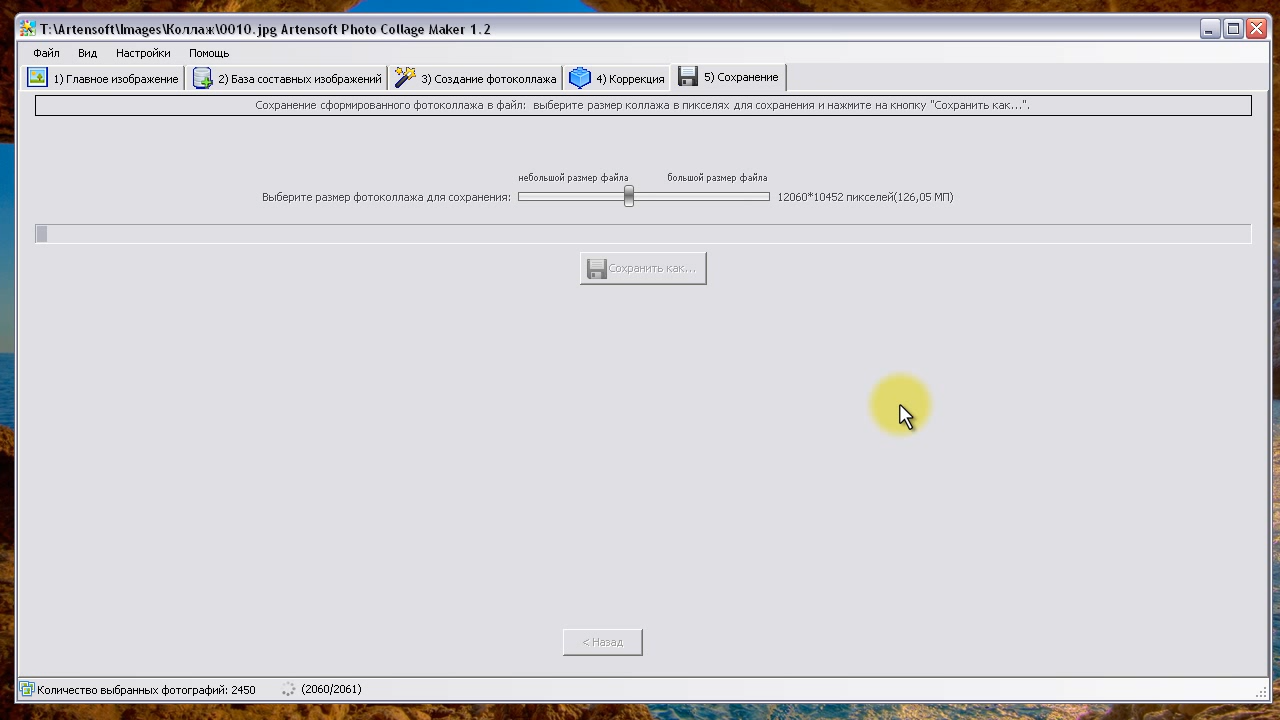 T:\Artensoft\Images\Коллаж\0010.jpg Artensoft Photo Collage Maker 1.2
Файл Вид Настройки Помощь
1) Главное изображение 2) База составных изображений 3) Создание фотоколлажа 4) Коррекция 5) Сохранение
Сохранение сформированного фотоколлажа в файл: выберите размер коллажа в пикселях для сохранения и нажмите на кнопку "Сохранить как...".
небольшой размер файла большой размер файла
Выберите размер фотоколлажа для сохранения: 12060*10452 пикселей(126,05 МП)
Сохранить как...
< Назад
Количество выбранных фотографий: 2450 (2060/2061)